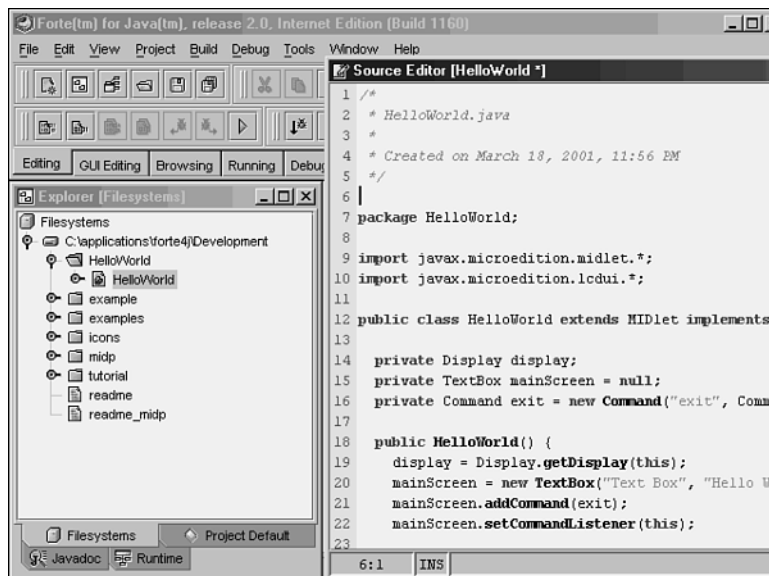 Forte(tm) for Java(tm), release 2.0, Internet Edition (Build 1160)
File Edit View Project Build Debug Tools Window Help
Editing GUI Editing Browsing Running Debug
Explorer [Filesystems]
Filesystems
C:\applications\forte4j\Development
HelloWorld
HelloWorld
example
examples
icons
midp
tutorial
readme
readme_midp
Filesystems Project Default
Javadoc Runtime
Source Editor [HelloWorld *]
1 /*
2 * HelloWorld.java
3 *
4 * Created on March 18, 2001, 11:56 PM
5 */
6
7 package HelloWorld;
8
9 import javax.microedition.midlet.*;
10 import javax.microedition.lcdui.*;
11
12 public class HelloWorld extends MIDlet implements
13
14 private Display display;
15 private TextBox mainScreen = null;
16 private Command exit = new Command("exit", Comm
17
18 public HelloWorld() {
19 display = Display.getDisplay(this);
20 mainScreen = new TextBox("Text Box", "Hello W
21 mainScreen.addCommand(exit);
22 mainScreen.setCommandListener(this);
23
6:1 INS